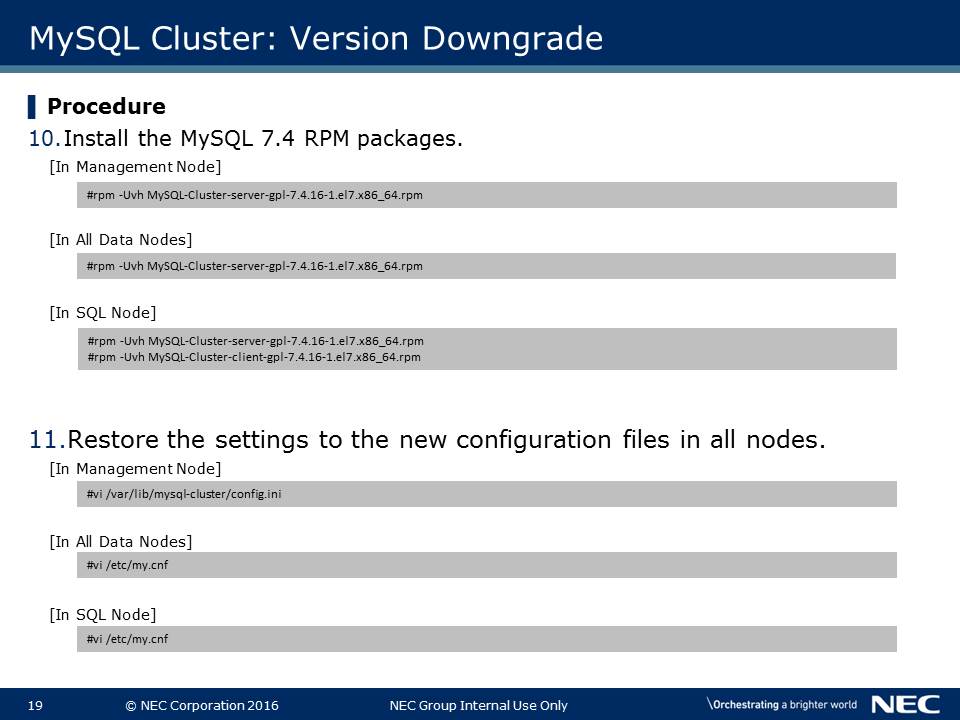 MySQL Cluster: Version Downgrade
Procedure
10. Install the MySQL 7.4 RPM packages.
[In Management Node]
#rpm -Uvh MySQL-Cluster-server-gpl-7.4.16-1.el7.x86_64.rpm
[In All Data Nodes]
#rpm -Uvh MySQL-Cluster-server-gpl-7.4.16-1.el7.x86_64.rpm
[In SQL Node]
#rpm -Uvh MySQL-Cluster-server-gpl-7.4.16-1.el7.x86_64.rpm
#rpm -Uvh MySQL-Cluster-client-gpl-7.4.16-1.el7.x86_64.rpm
11. Restore the settings to the new configuration files in all nodes.
[In Management Node]
#vi /var/lib/mysql-cluster/config.ini
[In All Data Nodes]
#vi /etc/my.cnf
[In SQL Node]
#vi /etc/my.cnf
19 © NEC Corporation 2016 NEC Group Internal Use Only \Orchestrating a brighter world NEC